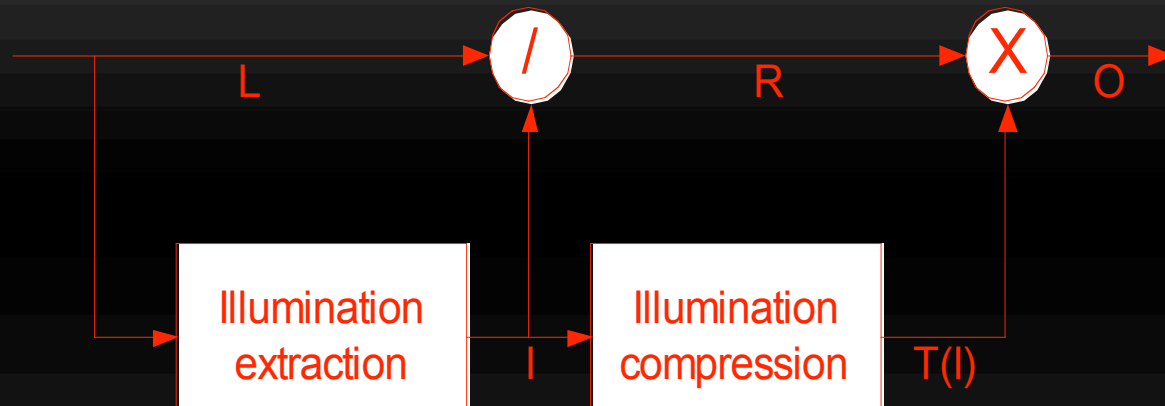 /
X
L
R
O
Illumination
extraction
I
Illumination
compression
T(I)